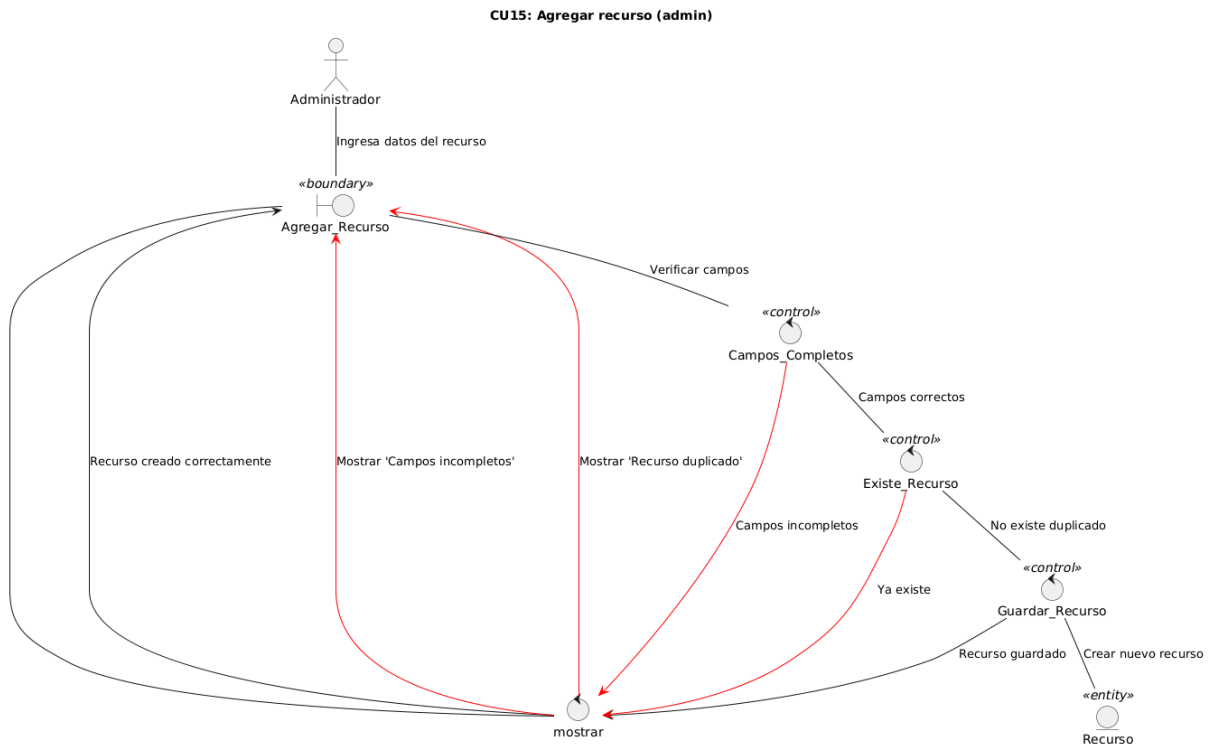 CU15: Agregar recurso (admin)
Administrador
Ingresa datos del recurso
«boundary»
Agregar_Recurso
Verificar campos
«control»
Campos_Completos
Campos correctos
«control»
Existe_Recurso
Recurso creado correctamente
Mostrar 'Campos incompletos'
Mostrar 'Recurso duplicado'
Campos incompletos
No existe duplicado
«control»
Guardar_Recurso
Ya existe
Recurso guardado
Crear nuevo recurso
«entity»
Recurso
mostrar